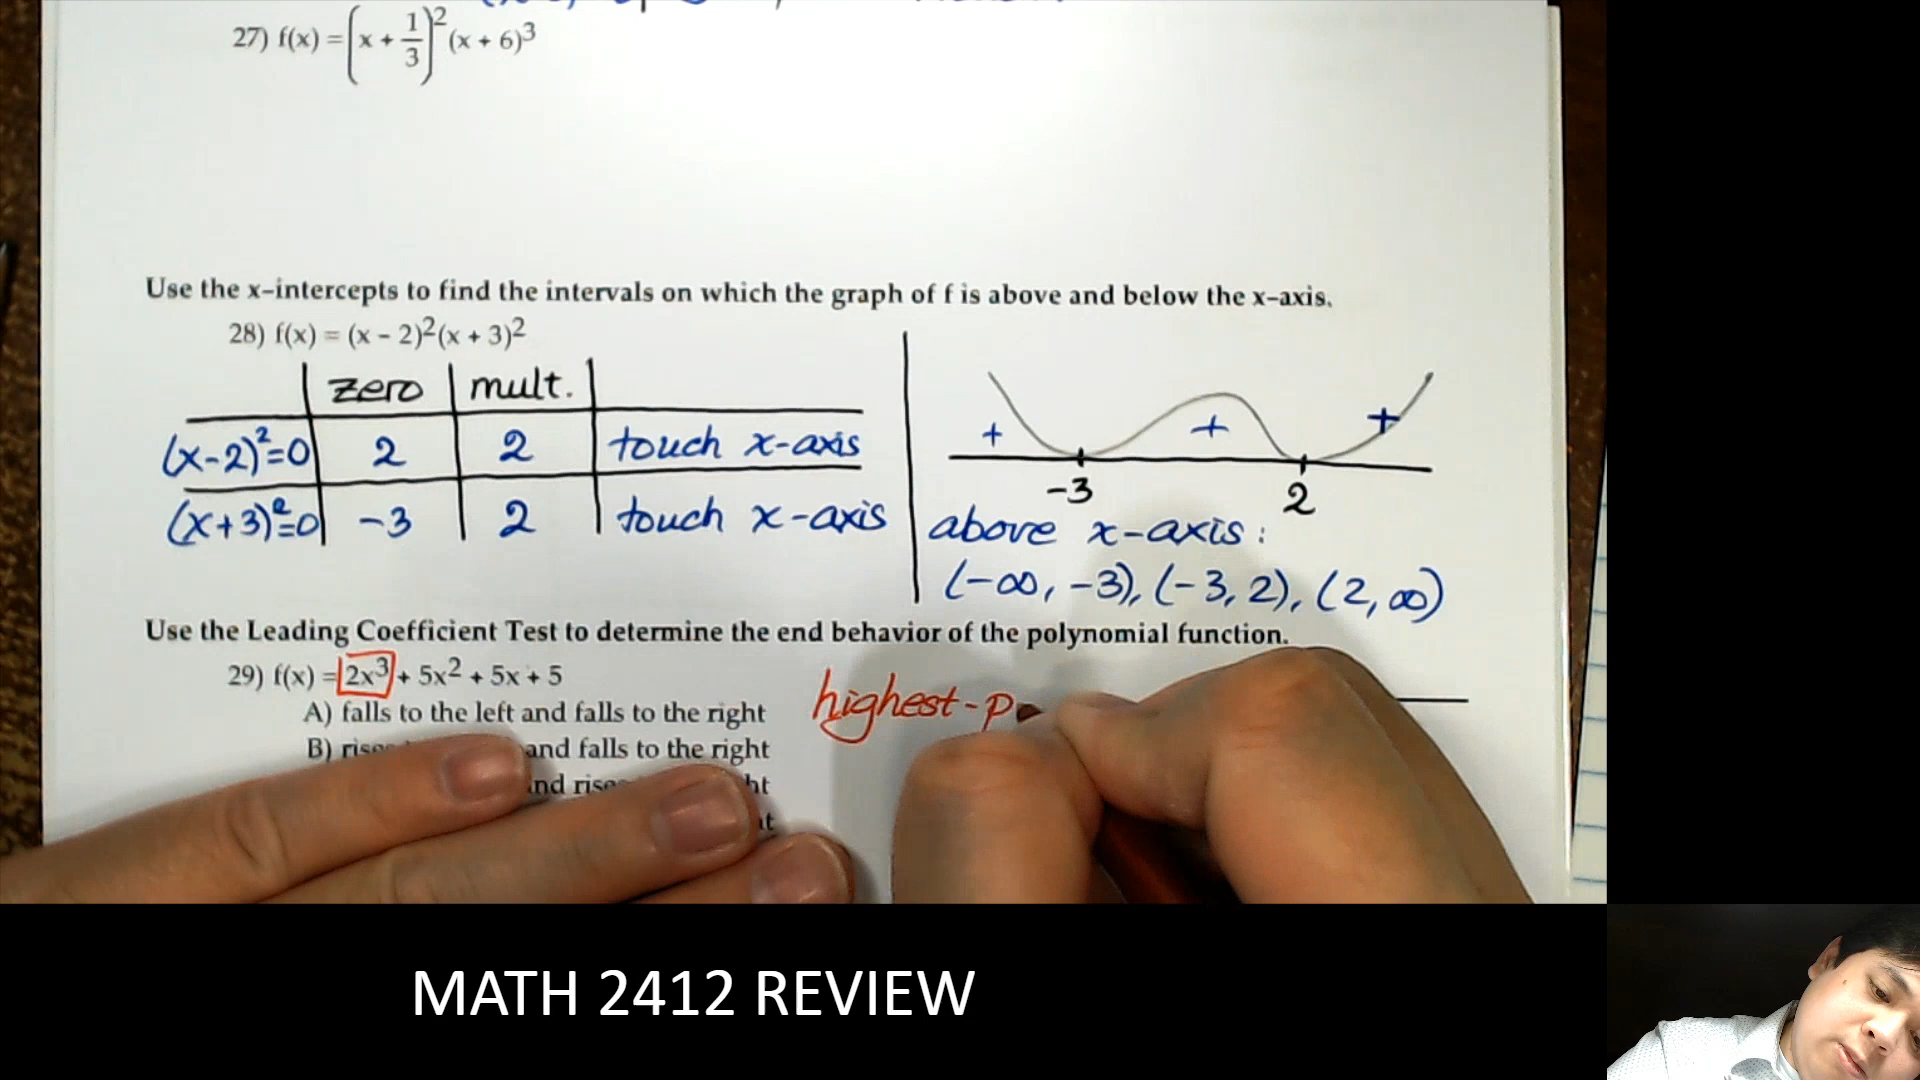 27) f(x) = (x + 1/3)² (x + 6)³
Use the x-intercepts to find the intervals on which the graph of f is above and below the x-axis.
28) f(x) = (x - 2)²(x + 3)²
zero mult.
(x-2)²=0 2 2 touch x-axis
(x+3)²=0 -3 2 touch x-axis
+ + +
-3 2
above x-axis:
(-∞, -3), (-3, 2), (2, ∞)
Use the Leading Coefficient Test to determine the end behavior of the polynomial function.
29) f(x) = 2x³ + 5x² + 5x + 5
A) falls to the left and falls to the right
highest-p
B) and falls to the right
MATH 2412 REVIEW